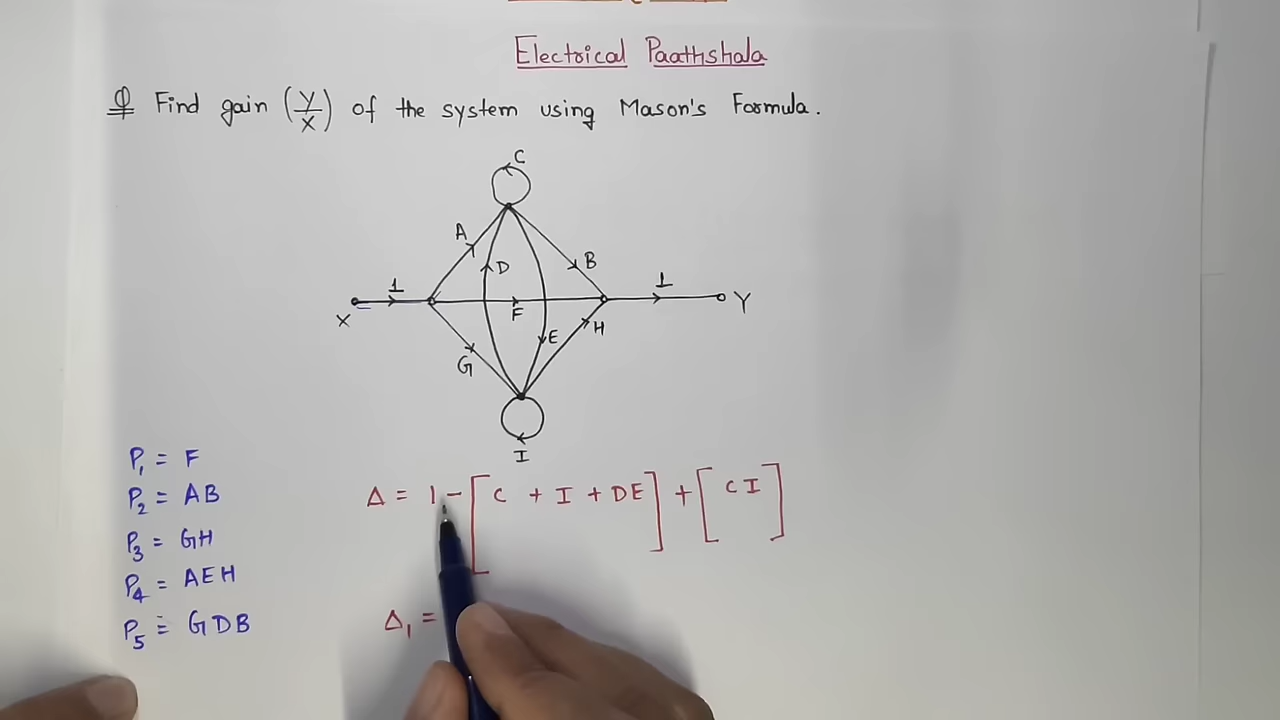 Electrical Paathshala
Q Find gain (Y/X) of the system using Mason's Formula.
C
A
D
B
1
1
X
F
Y
E
H
G
I
P₁ = F
P₂ = AB
P₃ = GH
P₄ = AEH
P₅ = GDB
Δ = 1 - [C + I + DE] + [CI]
Δ₁ =